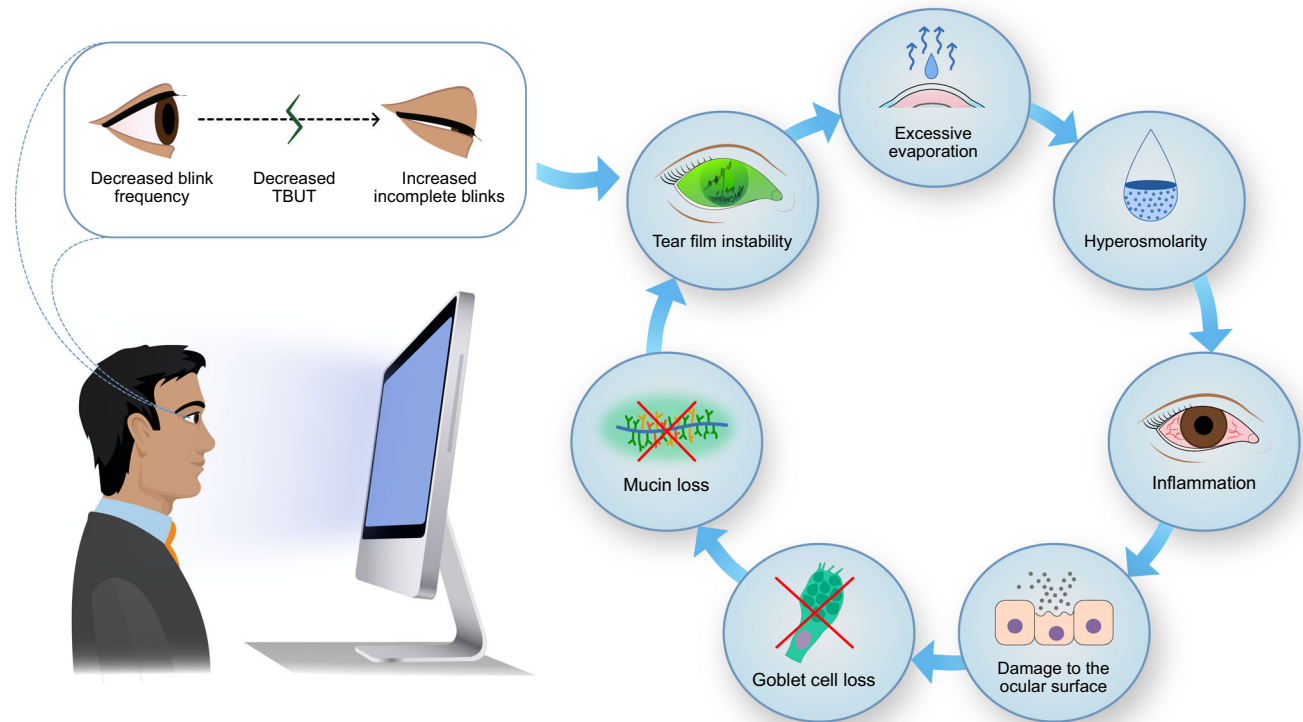 Decreased blink
frequency
Decreased
TBUT
Increased
incomplete blinks
Tear film instability
Excessive
evaporation
Hyperosmolarity
Inflammation
Damage to the
ocular surface
Goblet cell loss
Mucin loss